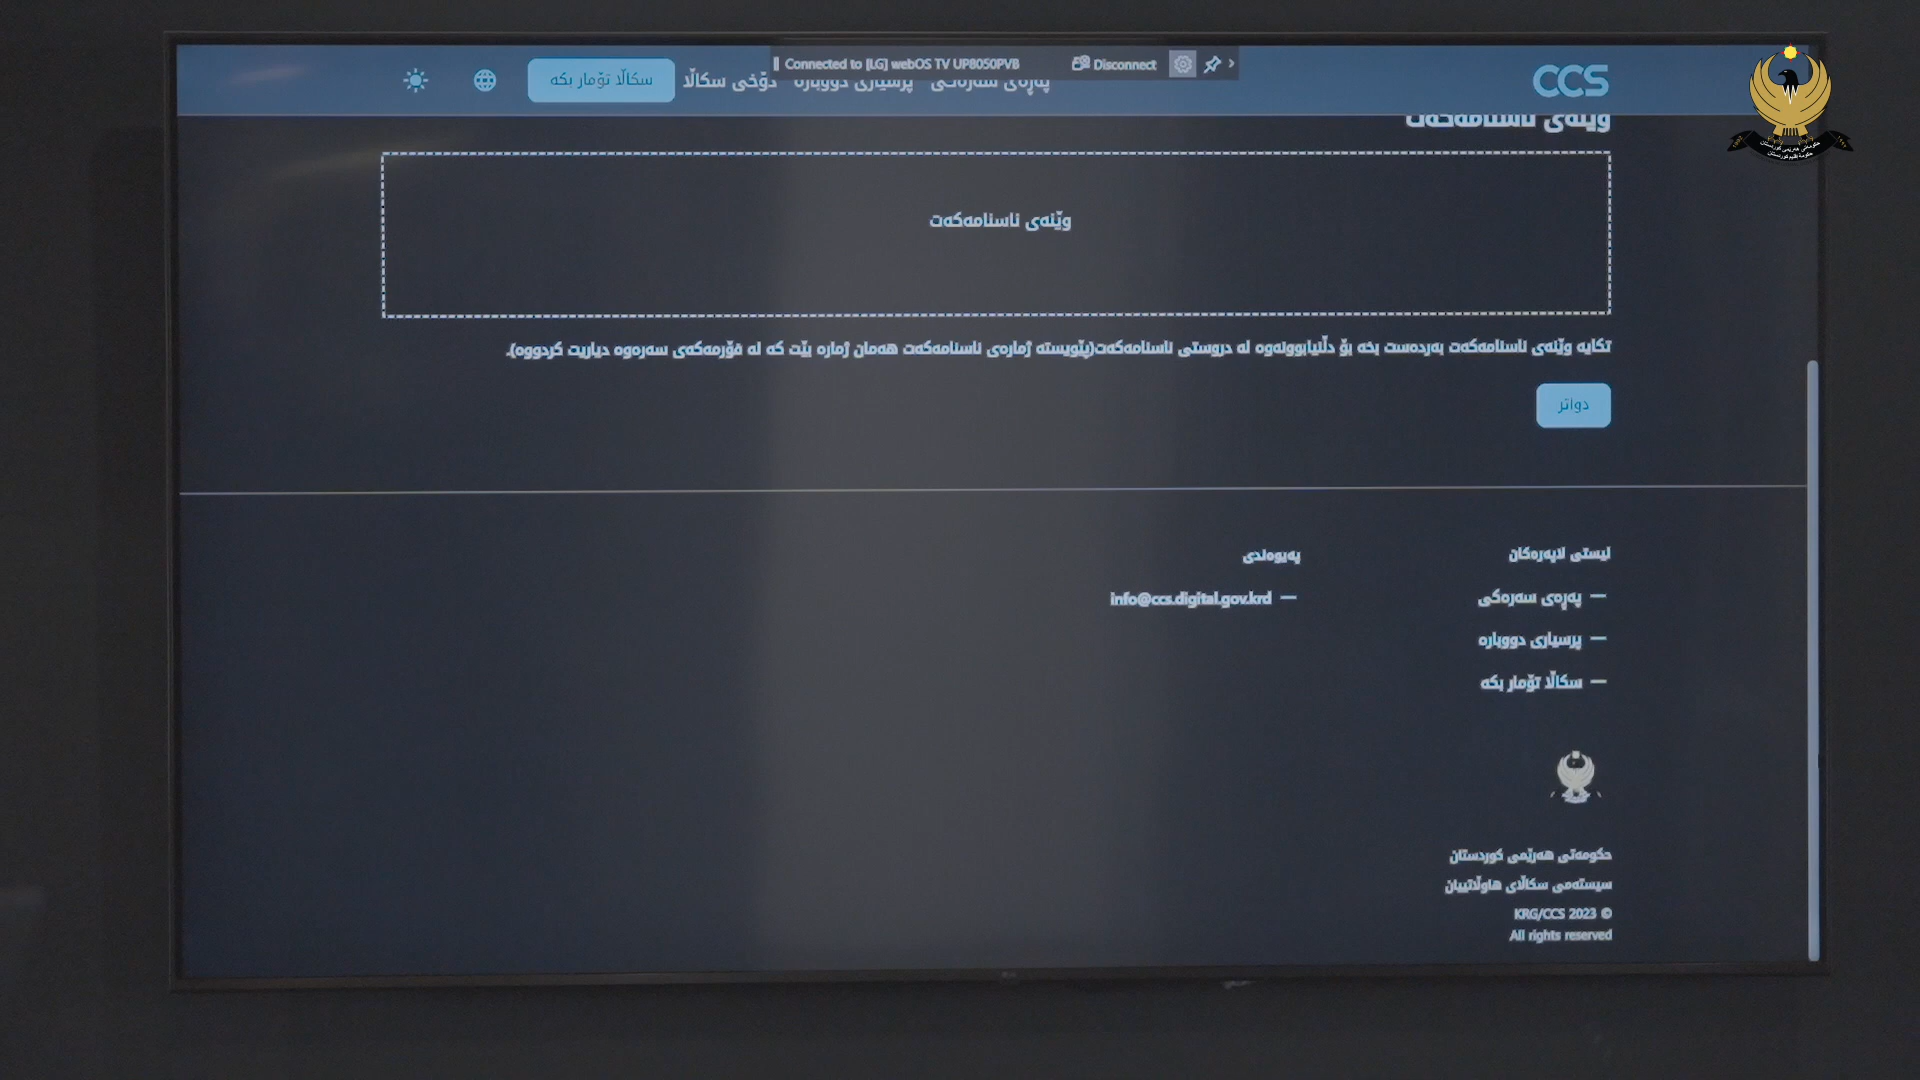 Connected to [LG] webOS TV UP8050PVB Disconnect
CCS
پەڕەی سەرەکی پرسیاری دووبارە دۆخی سکاڵا سکاڵا تۆمار بکە
وێنەی ناسنامەکەت
وێنەی ناسنامەکەت
تکایە وێنەی ناسنامەکەت بەردەست بخە بۆ دڵنیابوونەوە لە دروستی ناسنامەکەت(پێویستە ژمارەی ناسنامەکەت هەمان ژمارە بێت کە لە فۆرمەکەی سەرەوە دیاریت کردووە).
دواتر
لیستی لاپەرەکان
— پەڕەی سەرەکی
— پرسیاری دووبارە
— سکاڵا تۆمار بکە
پەیوەندی
— info@ccs.digital.gov.krd
حکومەتی هەرێمی کوردستان
سیستەمی سکاڵای هاوڵاتییان
KRG/CCS 2023 ©
All rights reserved